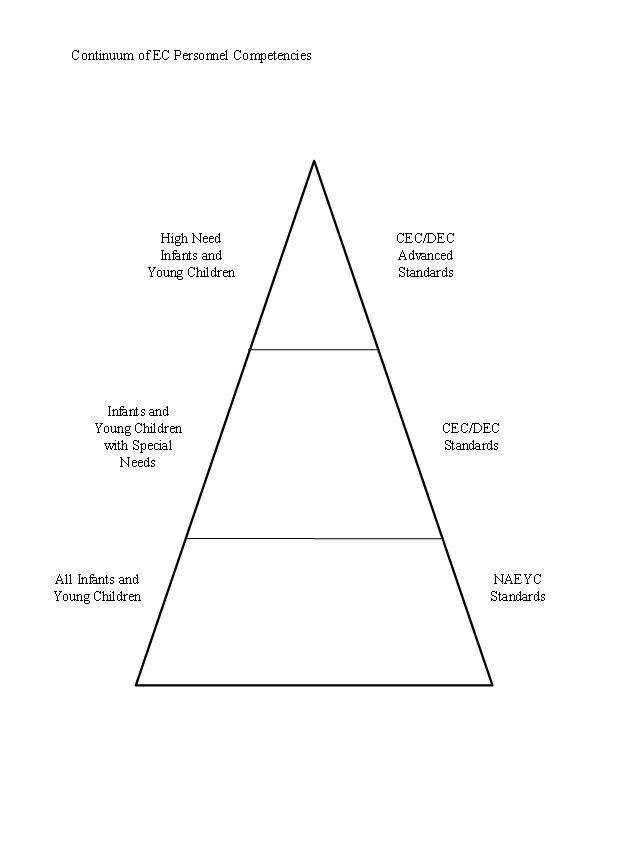 Continuum of EC Personnel Competencies
High Need
Infants and
Young Children
CEC/DEC
Advanced
Standards
Infants and
Young Children
with Special
Needs
CEC/DEC
Standards
All Infants and
Young Children
NAEYC
Standards